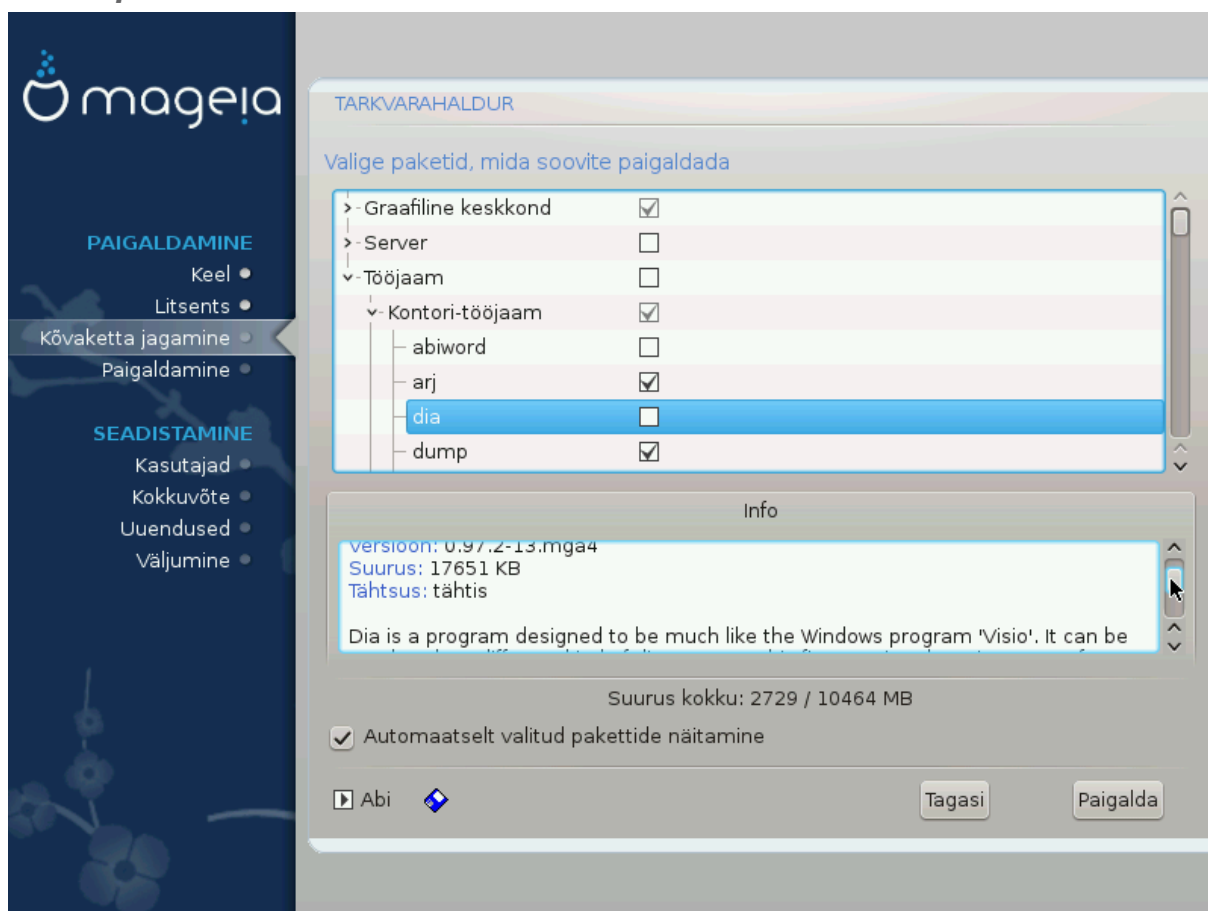 mageia
PAIGALDAMINE
Keel
Litsents
Kõvaketta jagamine
Paigaldamine
SEADISTAMINE
Kasutajad
Kokkuvõte
Uuendused
Väljumine
TARKVARAHALDUR
Valige paketid, mida soovite paigaldada
Graafiline keskkond
Server
Tööjaam
Kontori-tööjaam
abiword
arj
dia
dump
Info
Versioon: 0.97.2-13.mga4
Suurus: 17651 KB
Tähtsus: tähtis
Dia is a program designed to be much like the Windows program 'Visio'. It can be
Suurus kokku: 2729 / 10464 MB
Automaatselt valitud pakettide näitamine
Abi
Tagasi
Paigalda